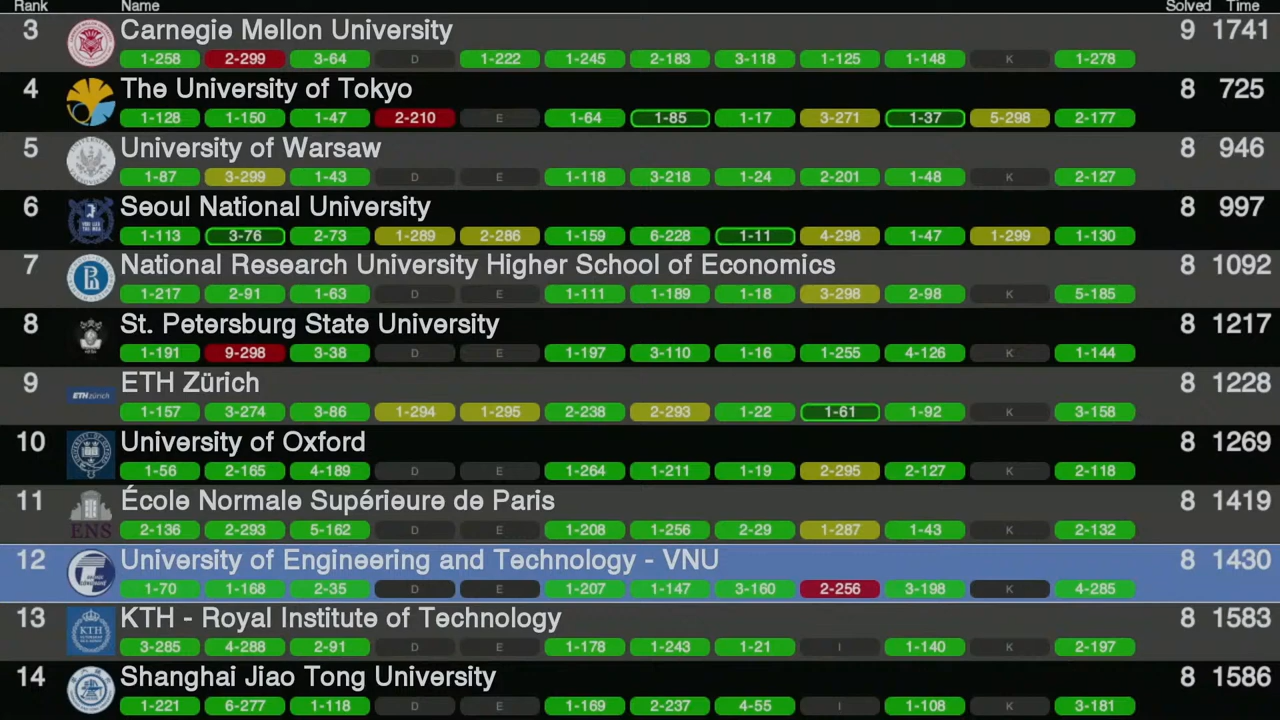 Rank Name Solved Time
3 Carnegie Mellon University 9 1741
1-258 2-299 3-64 D 1-222 1-245 2-183 3-118 1-125 1-148 K 1-278
4 The University of Tokyo 8 725
1-128 1-150 1-47 2-210 E 1-64 1-85 1-17 3-271 1-37 5-298 2-177
5 University of Warsaw 8 946
1-87 3-299 1-43 D E 1-118 3-218 1-24 2-201 1-48 K 2-127
6 Seoul National University 8 997
1-113 3-76 2-73 1-289 2-286 1-159 6-228 1-11 4-298 1-47 1-299 1-130
7 National Research University Higher School of Economics 8 1092
1-217 2-91 1-63 D E 1-111 1-189 1-18 3-298 2-98 K 5-185
8 St. Petersburg State University 8 1217
1-191 9-298 3-38 D E 1-197 3-110 1-16 1-255 4-126 K 1-144
9 ETH Zürich 8 1228
ETH zürich
1-157 3-274 3-86 1-294 1-295 2-238 2-293 1-22 1-61 1-92 K 3-158
10 University of Oxford 8 1269
1-56 2-165 4-189 D E 1-264 1-211 1-19 2-295 2-127 K 2-118
11 École Normale Supérieure de Paris 8 1419
ENS
2-136 2-293 5-162 D E 1-208 1-256 2-29 1-287 1-43 K 2-132
12 University of Engineering and Technology - VNU 8 1430
1-70 1-168 2-35 D E 1-207 1-147 3-160 2-256 3-198 K 4-285
13 KTH - Royal Institute of Technology 8 1583
KTH
3-285 4-288 2-91 D E 1-178 1-243 1-21 I 1-140 K 2-197
14 Shanghai Jiao Tong University 8 1586
1-221 6-277 1-118 D E 1-169 2-237 4-55 I 1-108 K 3-181